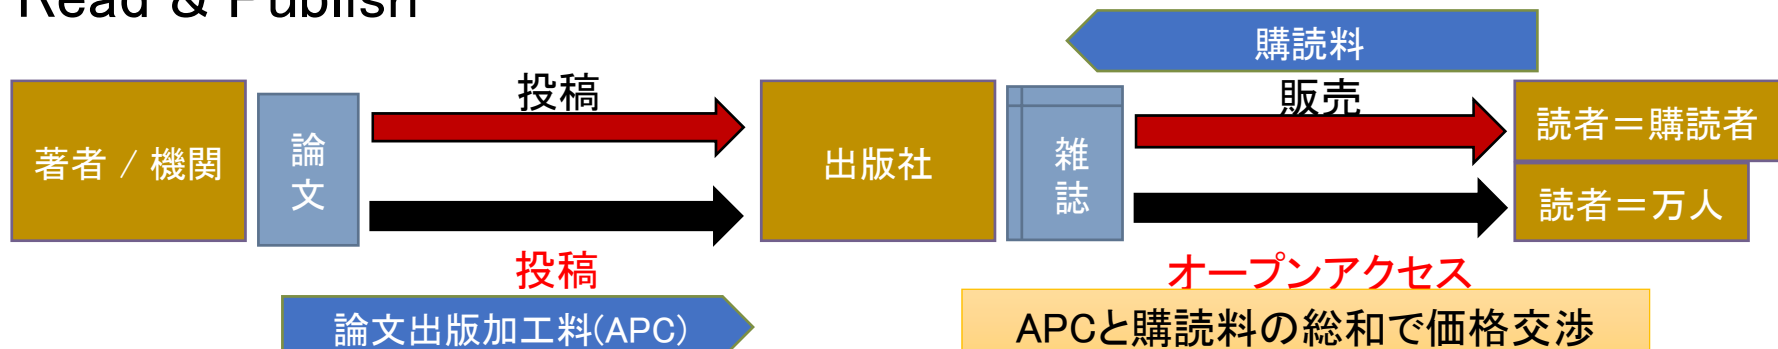 Read & Publish
購読料
投稿
販売
著者 / 機関
論文
出版社
雑誌
読者＝購読者
読者＝万人
投稿
オープンアクセス
論文出版加工料(APC)
APCと購読料の総和で価格交渉